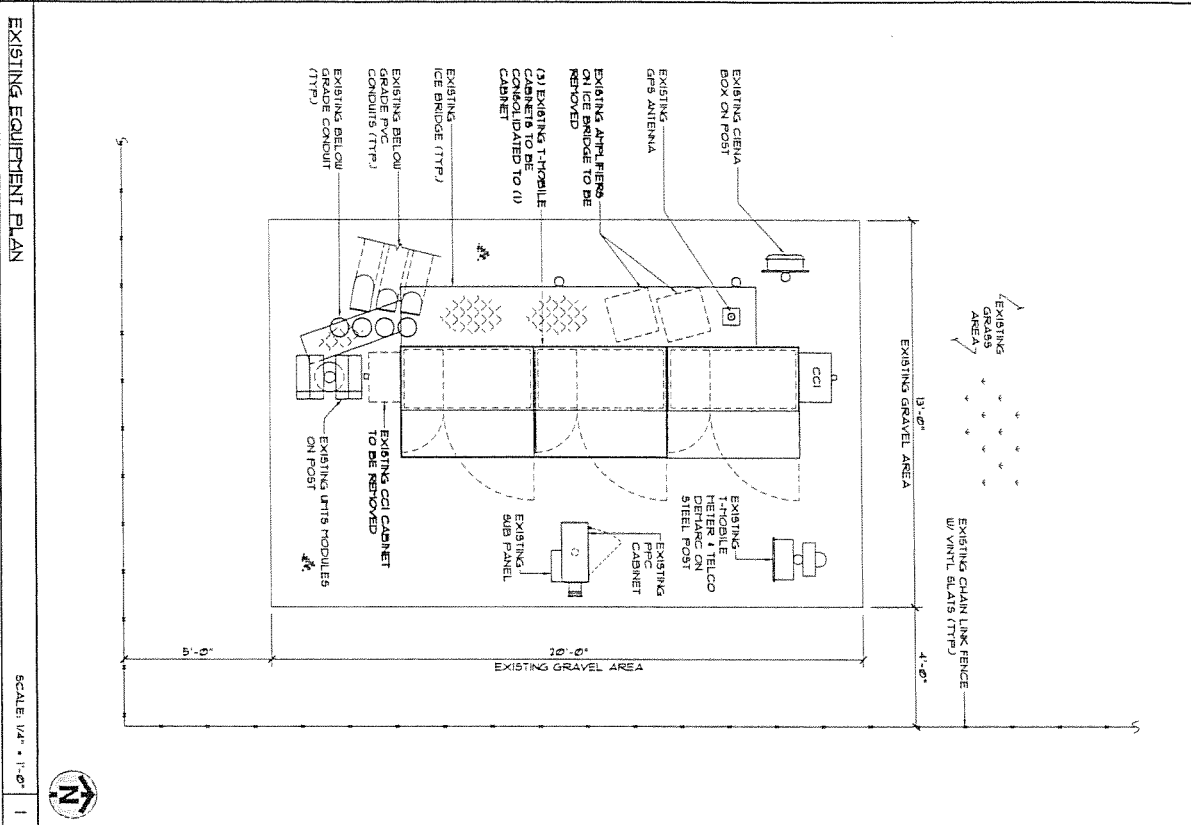 EXISTING CIENA
BOX ON POST
EXISTING
GPS ANTENNA
EXISTING AMPLIFIERS
ON ICE BRIDGE TO BE
REMOVED
(3) EXISTING T-MOBILE
CABINETS TO BE
CONSOLIDATED TO (1)
CABINET
EXISTING
ICE BRIDGE (TYP.)
EXISTING BELOW
GRADE PVC
CONDUITS (TYP.)
EXISTING BELOW
GRADE CONDUIT
(TYP.)
EXISTING
GRASS
AREA
13'-0"
EXISTING GRAVEL AREA
4'-0"
EXISTING CHAIN LINK FENCE
W/ VINYL SLATS (TYP.)
CCI
EXISTING
T-MOBILE
METER & TELCO
DEMARC ON
STEEL POST
EXISTING
PPC
CABINET
EXISTING
SUB PANEL
EXISTING CCI CABINET
TO BE REMOVED
EXISTING UMTS MODULES
ON POST
20'-0"
EXISTING GRAVEL AREA
5'-0"
N
EXISTING EQUIPMENT PLAN
SCALE: 1/4" = 1'-0"
1